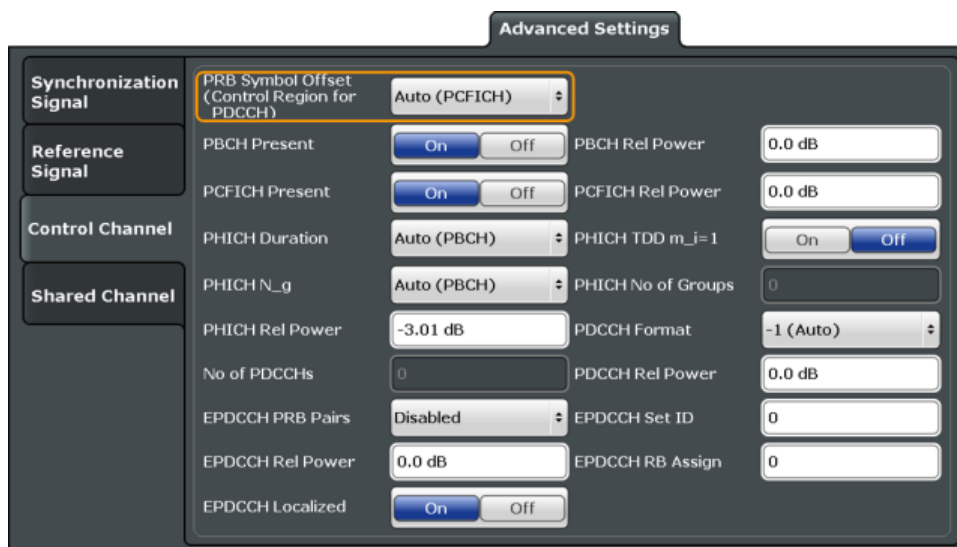 Advanced Settings
Synchronization
Signal
Reference
Signal
Control Channel
Shared Channel
PRB Symbol Offset
(Control Region for
PDCCH)
Auto (PCFICH)
PBCH Present
On Off
PBCH Rel Power
0.0 dB
PCFICH Present
On Off
PCFICH Rel Power
0.0 dB
PHICH Duration
Auto (PBCH)
PHICH TDD m_i=1
On Off
PHICH N_g
Auto (PBCH)
PHICH No of Groups
0
PHICH Rel Power
-3.01 dB
PDCCH Format
-1 (Auto)
No of PDCCHs
0
PDCCH Rel Power
0.0 dB
EPDCCH PRB Pairs
Disabled
EPDCCH Set ID
0
EPDCCH Rel Power
0.0 dB
EPDCCH RB Assign
0
EPDCCH Localized
On Off